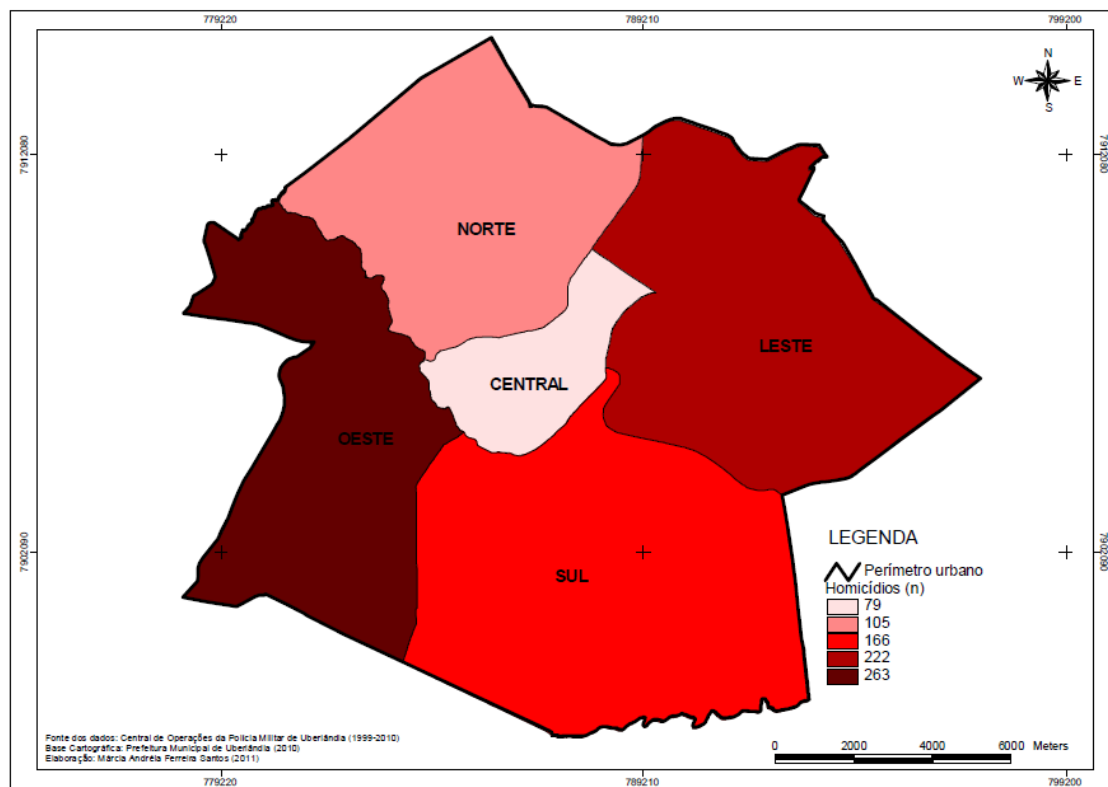 779220 789210 799200
N
W E
S
7912080 7912080
NORTE
LESTE
CENTRAL
OESTE
7902090 7902090
SUL
LEGENDA
Perímetro urbano
Homicídios (n)
79
105
166
222
263
Fonte dos dados: Central de Operações da Polícia Militar de Uberlândia (1999-2010)
Base Cartográfica: Prefeitura Municipal de Uberlândia (2010)
Elaboração: Márcia Andréia Ferreira Santos (2011)
0 2000 4000 6000 Meters
779220 789210 799200